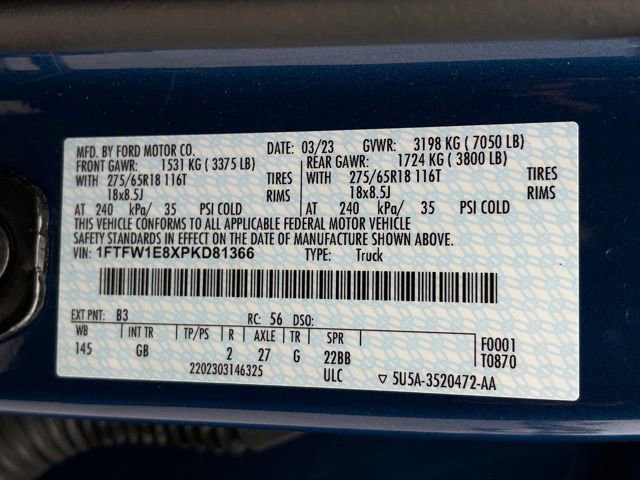 MFD. BY FORD MOTOR CO. DATE: 03/23 GVWR: 3198 KG ( 7050 LB)
FRONT GAWR: 1531 KG ( 3375 LB) REAR GAWR: 1724 KG ( 3800 LB)
WITH 275/65R18 116T TIRES WITH 275/65R18 116T TIRES
18x8.5J RIMS 18x8.5J RIMS
AT 240 kPa/ 35 PSI COLD AT 240 kPa/ 35 PSI COLD
THIS VEHICLE CONFORMS TO ALL APPLICABLE FEDERAL MOTOR VEHICLE
SAFETY STANDARDS IN EFFECT ON THE DATE OF MANUFACTURE SHOWN ABOVE.
VIN: 1FTFW1E8XPKD81366 TYPE: Truck
EXT PNT: B3 RC: 56 DSO:
WB INT TR TP/PS R AXLE TR SPR F0001
145 GB 2 27 G 22BB T0870
2202303146325 ULC ▽ 5U5A-3520472-AA